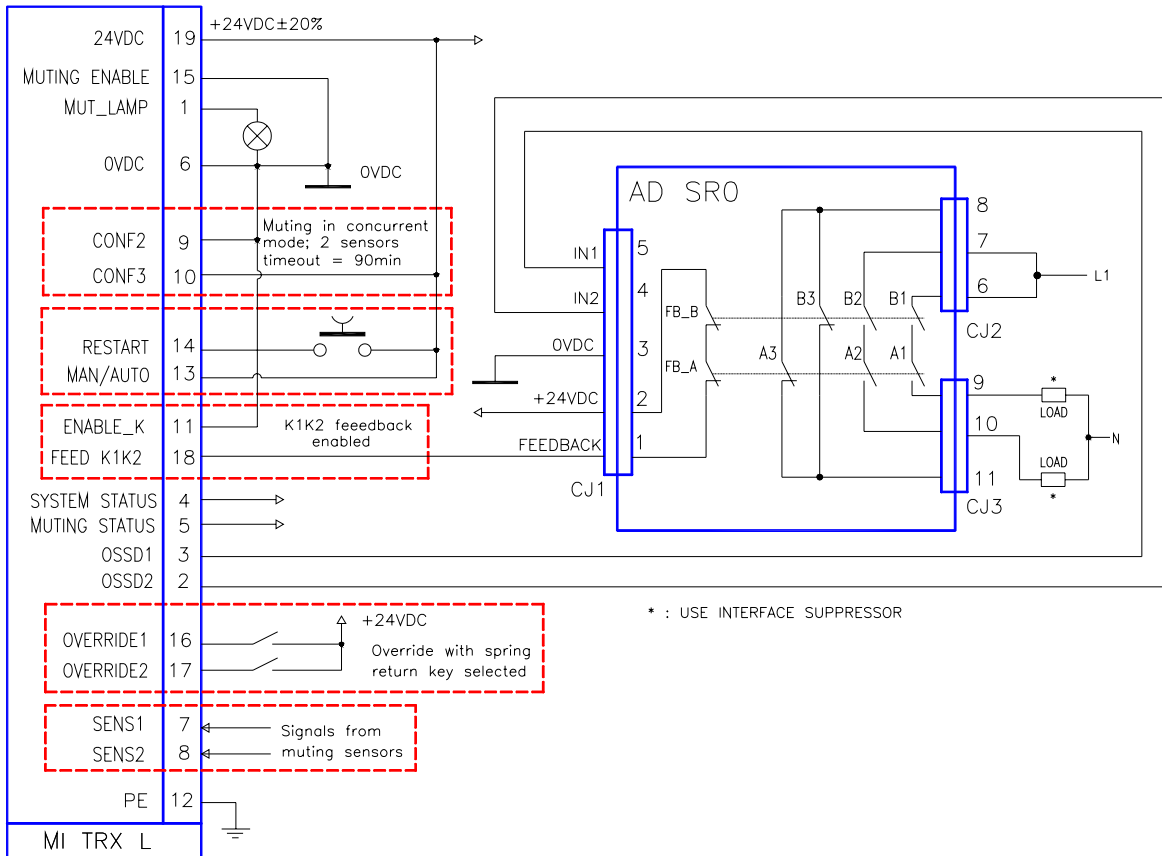 +24VDC±20%
24VDC 19
MUTING ENABLE 15
MUT_LAMP 1
0VDC 6
0VDC
CONF2 9
CONF3 10
Muting in concurrent
mode; 2 sensors
timeout = 90min
RESTART 14
MAN/AUTO 13
ENABLE_K 11
FEED K1K2 18
K1K2 feeedback
enabled
SYSTEM STATUS 4
MUTING STATUS 5
OSSD1 3
OSSD2 2
OVERRIDE1 16
OVERRIDE2 17
+24VDC
Override with spring
return key selected
SENS1 7
SENS2 8
Signals from
muting sensors
PE 12
MI TRX L
AD SR0
IN1 5
IN2 4
0VDC 3
+24VDC 2
FEEDBACK 1
CJ1
FB_B
FB_A
B3 B2 B1
A3 A2 A1
8
7
6
CJ2
L1
9
10
11
CJ3
*
LOAD
N
LOAD
*
* : USE INTERFACE SUPPRESSOR